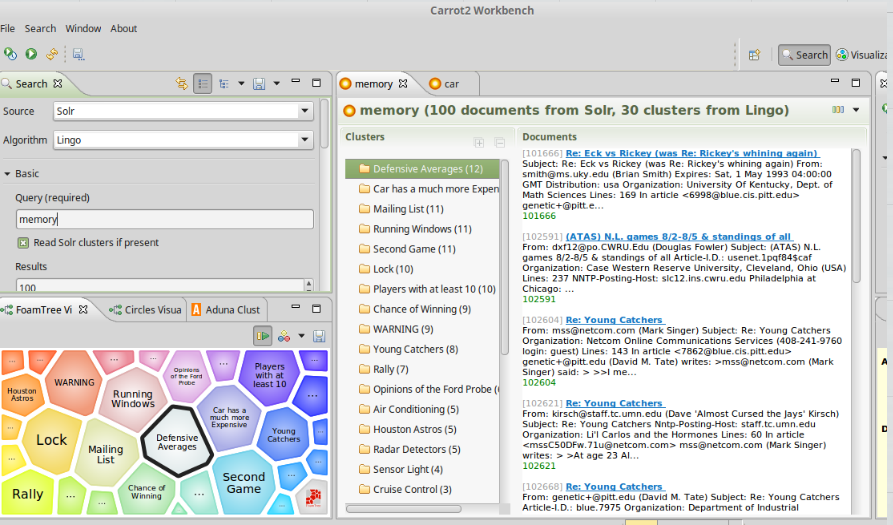 Carrot2 Workbench
File Search Window About
Search Visualiza
Search
Source Solr
Algorithm Lingo
Basic
Query (required)
memory
Read Solr clusters if present
Results
100
FoamTree Vi Circles Visua Aduna Clust
Houston Astros
WARNING
Running Windows
Opinions of the Ford Probe
Players with at least 10
Car has a much more Expensive
Young Catchers
Lock
Mailing List
Defensive Averages
Second Game
Rally
Chance of Winning
memory car
memory (100 documents from Solr, 30 clusters from Lingo)
Clusters
Defensive Averages (12)
Car has a much more Expen
Mailing List (11)
Running Windows (11)
Second Game (11)
Lock (10)
Players with at least 10 (10)
Chance of Winning (9)
WARNING (9)
Young Catchers (8)
Rally (7)
Opinions of the Ford Probe (
Air Conditioning (5)
Houston Astros (5)
Radar Detectors (5)
Sensor Light (4)
Cruise Control (3)
Documents
[101666] Re: Eck vs Rickey (was Re: Rickey's whining again)
Subject: Re: Eck vs Rickey (was Re: Rickey's whining again) From:
smith@ms.uky.edu (Brian Smith) Expires: Sat, 1 May 1993 04:00:00
GMT Distribution: usa Organization: University Of Kentucky, Dept. of
Math Sciences Lines: 169 In article <6998@blue.cis.pitt.edu>
genetic+@pitt.e...
101666
[102591] (ATAS) N.L. games 8/2-8/5 & standings of all
From: dxf12@po.CWRU.Edu (Douglas Fowler) Subject: (ATAS) N.L.
games 8/2-8/5 & standings of all Article-I.D.: usenet.1pqf84$caf
Organization: Case Western Reserve University, Cleveland, Ohio (USA)
Lines: 237 NNTP-Posting-Host: slc12.ins.cwru.edu Philadelphia at
Chicago: ...
102591
[102604] Re: Young Catchers
From: mss@netcom.com (Mark Singer) Subject: Re: Young Catchers
Organization: Netcom Online Communications Services (408-241-9760
login: guest) Lines: 143 In article <7862@blue.cis.pitt.edu>
genetic+@pitt.edu (David M. Tate) writes: >mss@netcom.com (Mark
Singer) said: > >>I me...
102604
[102621] Re: Young Catchers
From: kirsch@staff.tc.umn.edu (Dave 'Almost Cursed the Jays' Kirsch)
Subject: Re: Young Catchers Nntp-Posting-Host: staff.tc.umn.edu
Organization: Li'l Carlos and the Hormones Lines: 60 In article
<mssC50DFw.71u@netcom.com> mss@netcom.com (Mark Singer)
writes: > >At age 23 Al...
102621
[102668] Re: Young Catchers
From: genetic+@pitt.edu (David M. Tate) Subject: Re: Young Catchers
Article-I.D.: blue.7975 Organization: Department of Industrial